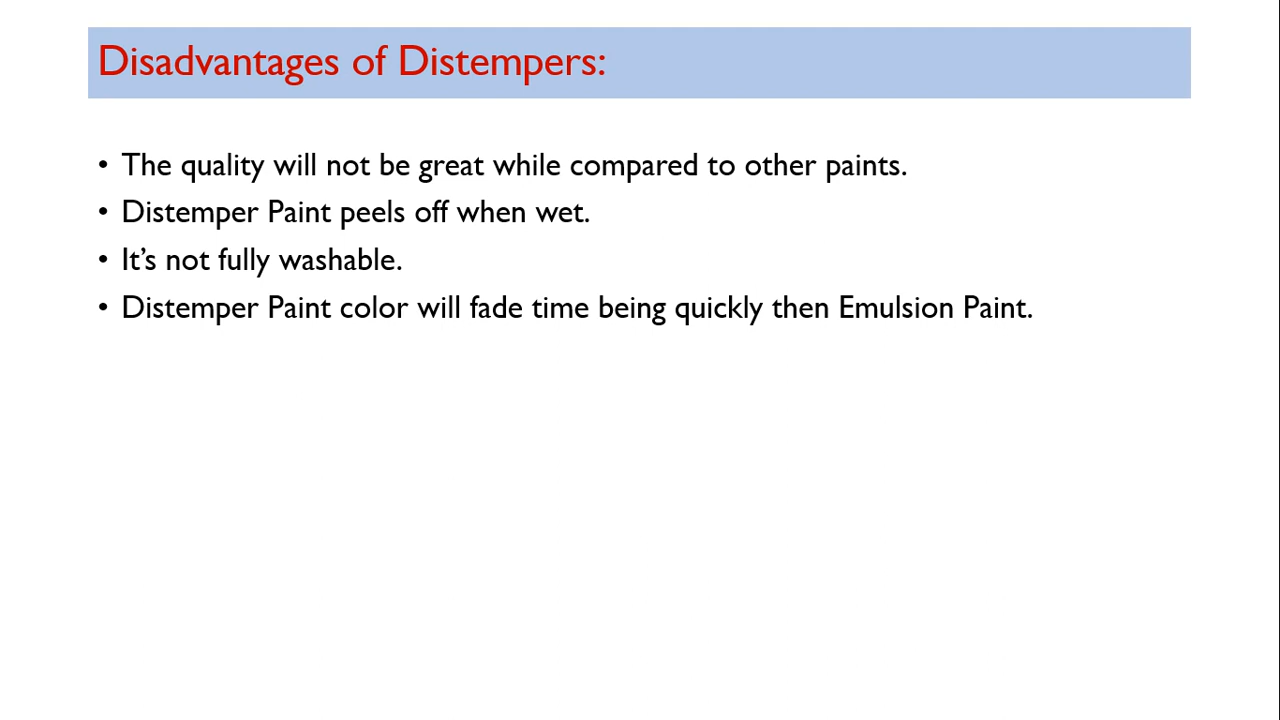 Disadvantages of Distempers:
• The quality will not be great while compared to other paints.
• Distemper Paint peels off when wet.
• It’s not fully washable.
• Distemper Paint color will fade time being quickly then Emulsion Paint.